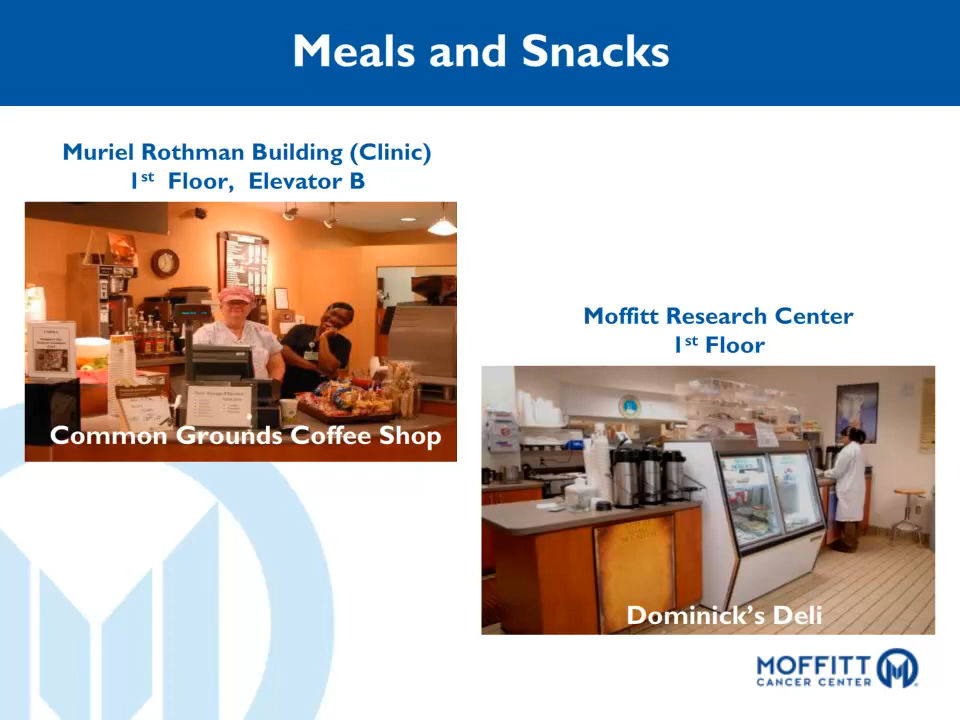 Meals and Snacks
Muriel Rothman Building (Clinic)
1st Floor, Elevator B
Common Grounds Coffee Shop
Moffitt Research Center
1st Floor
Dominick's Deli
MOFFITT
CANCER CENTER